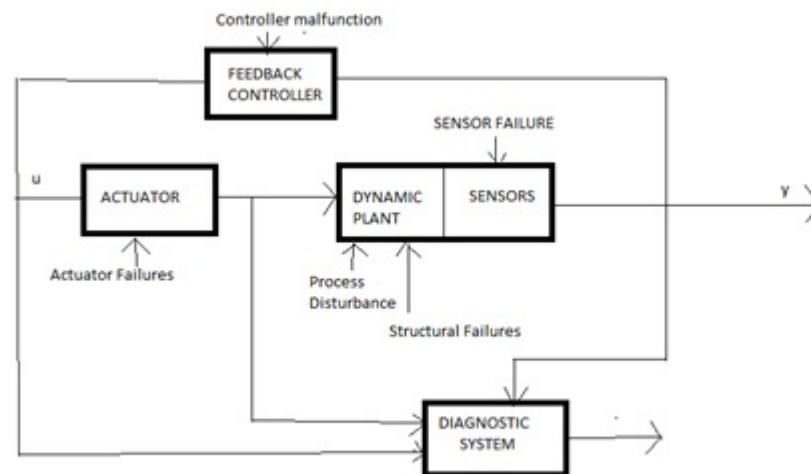 Controller malfunction
FEEDBACK
CONTROLLER
SENSOR FAILURE
u
ACTUATOR
DYNAMIC
PLANT
SENSORS
y
Actuator Failures
Process
Disturbance
Structural Failures
DIAGNOSTIC
SYSTEM